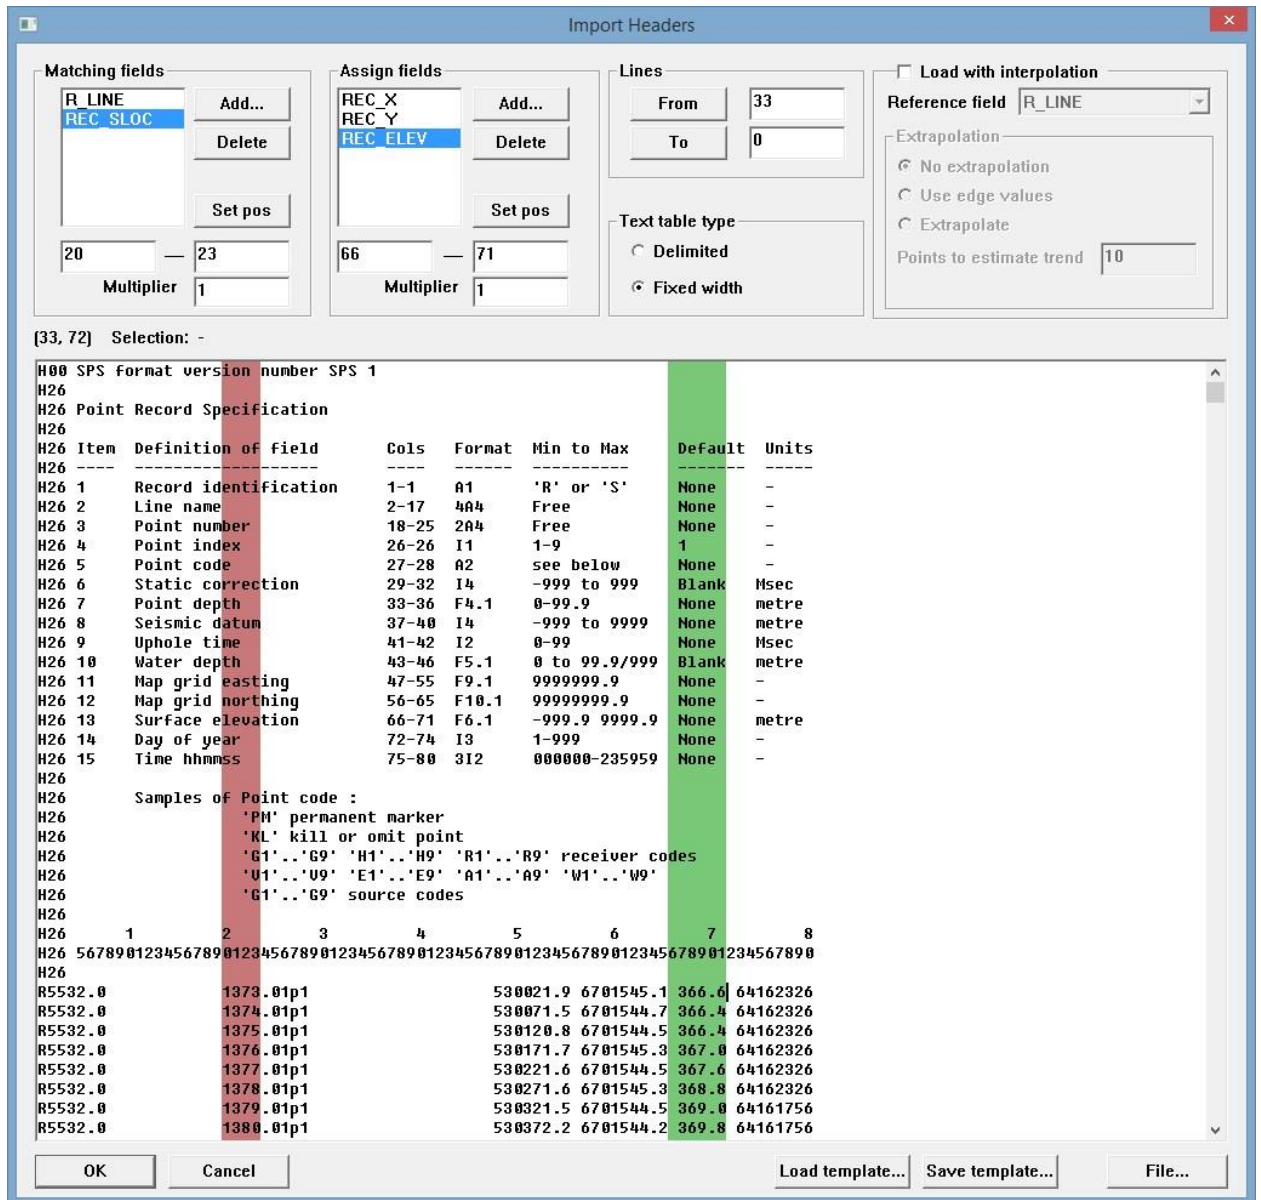 Import Headers
Matching fields
R_LINE
REC_SLOC
Add...
Delete
Set pos
20 — 23
Multiplier 1
Assign fields
REC_X
REC_Y
REC_ELEV
Add...
Delete
Set pos
66 — 71
Multiplier 1
Lines
From 33
To 0
Text table type
Delimited
Fixed width
Load with interpolation
Reference field R_LINE
Extrapolation
No extrapolation
Use edge values
Extrapolate
Points to estimate trend 10
(33, 72) Selection: -
H00 SPS format version number SPS 1
H26
H26 Point Record Specification
H26
H26 Item  Definition of field       Cols   Format  Min to Max     Default  Units
H26 ----  -------------------       ----   ------  ----------     -------  -----
H26 1     Record identification     1-1    A1      'R' or 'S'     None     -
H26 2     Line name                 2-17   4A4     Free           None     -
H26 3     Point number              18-25  2A4     Free           None     -
H26 4     Point index               26-26  I1      1-9            1        -
H26 5     Point code                27-28  A2      see below      None     -
H26 6     Static correction         29-32  I4      -999 to 999    Blank   Msec
H26 7     Point depth               33-36  F4.1    0-99.9         None    metre
H26 8     Seismic datum             37-40  I4      -999 to 9999   None    metre
H26 9     Uphole time               41-42  I2      0-99           None    Msec
H26 10    Water depth               43-46  F5.1    0 to 99.9/999  Blank   metre
H26 11    Map grid easting          47-55  F9.1    9999999.9      None    -
H26 12    Map grid northing         56-65  F10.1   99999999.9     None    -
H26 13    Surface elevation         66-71  F6.1    -999.9 9999.9  None    metre
H26 14    Day of year               72-74  I3      1-999          None    -
H26 15    Time hhmmss               75-80  3I2     000000-235959  None    -
H26
H26       Samples of Point code :
H26                  'PM' permanent marker
H26                  'KL' kill or omit point
H26                  'G1'..'G9' 'H1'..'H9' 'R1'..'R9' receiver codes
H26                  'V1'..'V9' 'E1'..'E9' 'A1'..'A9' 'W1'..'W9'
H26                  'G1'..'G9' source codes
H26
H26      1         2         3         4         5         6         7         8
H26 5678901234567890123456789012345678901234567890123456789012345678901234567890
H26
R5532.0            1373.01p1                   530021.9 6701545.1 366.6 64162326
R5532.0            1374.01p1                   530071.5 6701544.7 366.4 64162326
R5532.0            1375.01p1                   530120.8 6701544.5 366.4 64162326
R5532.0            1376.01p1                   530171.7 6701545.3 367.0 64162326
R5532.0            1377.01p1                   530221.6 6701544.5 367.6 64162326
R5532.0            1378.01p1                   530271.6 6701545.3 368.8 64162326
R5532.0            1379.01p1                   530321.5 6701544.5 369.0 64161756
R5532.0            1380.01p1                   530372.2 6701544.2 369.8 64161756
OK
Cancel
Load template...
Save template...
File...